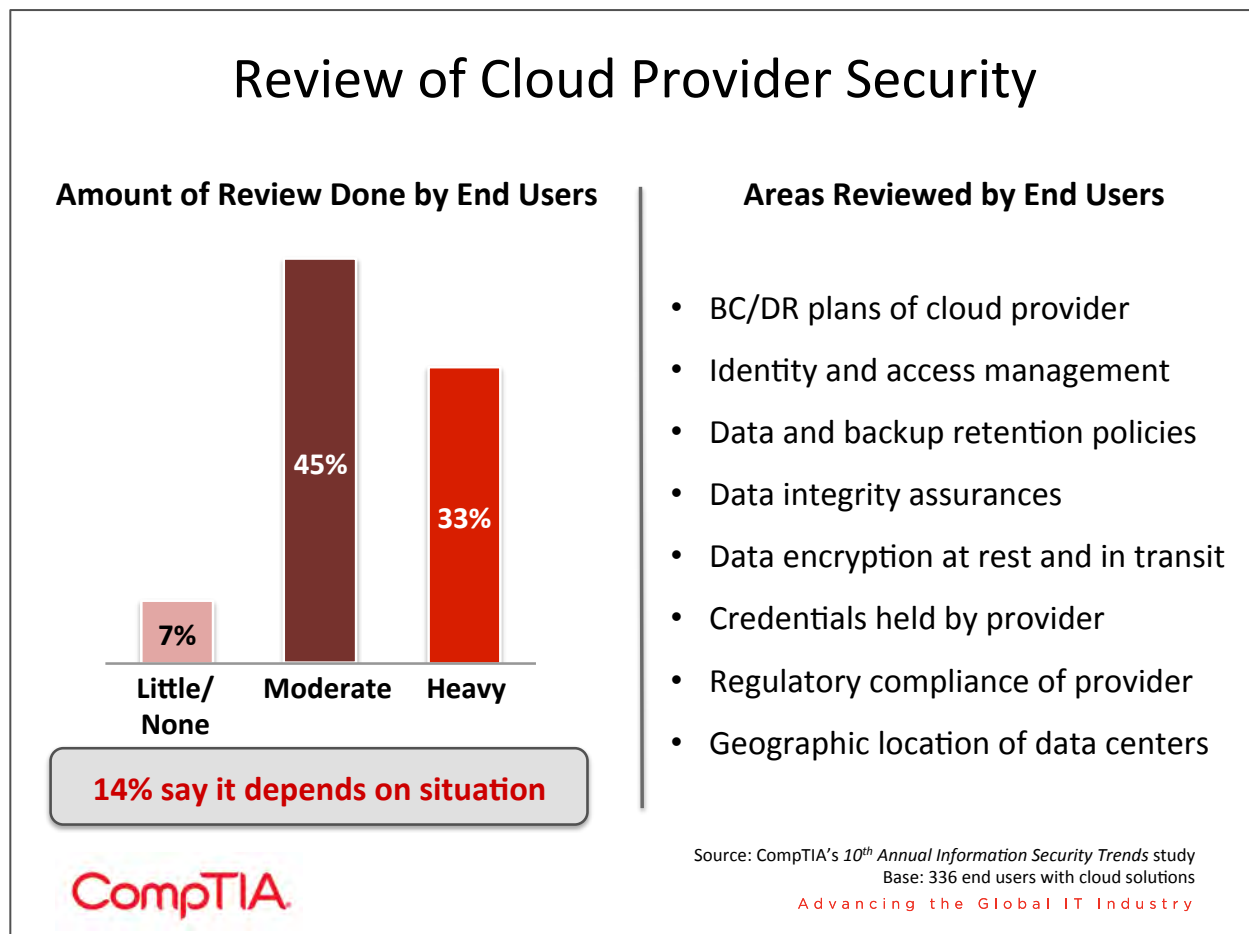 Review of Cloud Provider Security
Amount of Review Done by End Users
45%
33%
7%
Little/
None
Moderate
Heavy
14% say it depends on situation
Areas Reviewed by End Users
• BC/DR plans of cloud provider
• Identity and access management
• Data and backup retention policies
• Data integrity assurances
• Data encryption at rest and in transit
• Credentials held by provider
• Regulatory compliance of provider
• Geographic location of data centers
CompTIA.
Source: CompTIA’s 10th Annual Information Security Trends study
Base: 336 end users with cloud solutions
Advancing the Global IT Industry